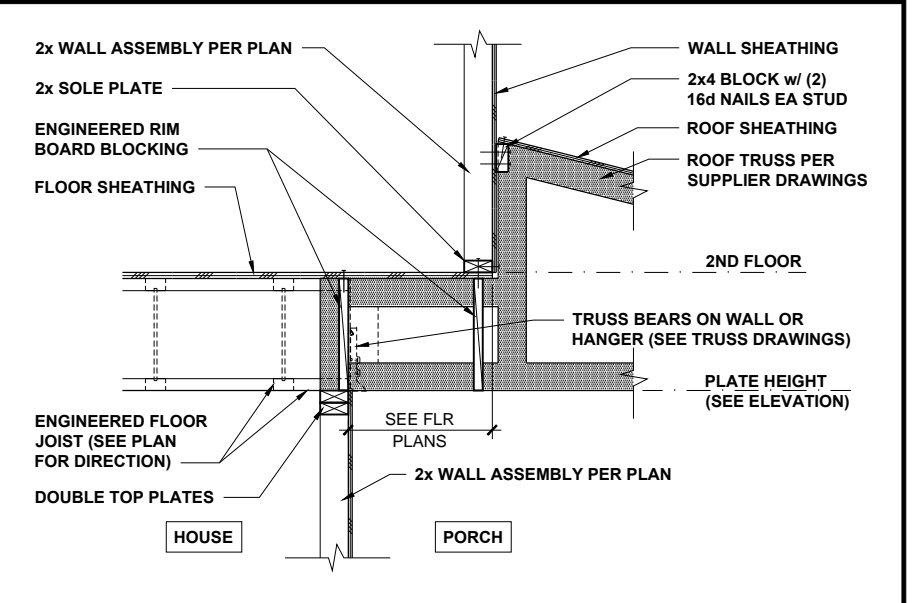 2x WALL ASSEMBLY PER PLAN
2x SOLE PLATE
ENGINEERED RIM
BOARD BLOCKING
FLOOR SHEATHING
WALL SHEATHING
2x4 BLOCK w/ (2)
16d NAILS EA STUD
ROOF SHEATHING
ROOF TRUSS PER
SUPPLIER DRAWINGS
2ND FLOOR
TRUSS BEARS ON WALL OR
HANGER (SEE TRUSS DRAWINGS)
PLATE HEIGHT
(SEE ELEVATION)
ENGINEERED FLOOR
JOIST (SEE PLAN
FOR DIRECTION)
DOUBLE TOP PLATES
SEE FLR
PLANS
2x WALL ASSEMBLY PER PLAN
HOUSE
PORCH